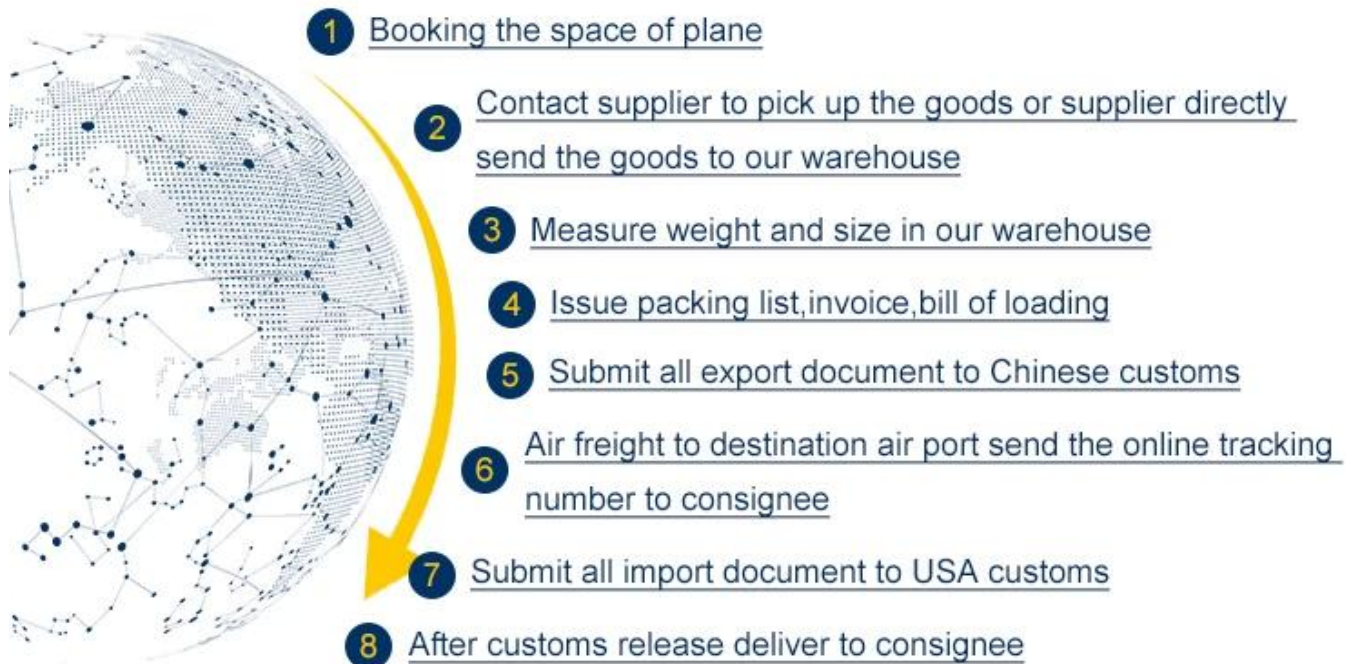 1 Booking the space of plane
2 Contact supplier to pick up the goods or supplier directly
send the goods to our warehouse
3 Measure weight and size in our warehouse
4 Issue packing list,invoice,bill of loading
5 Submit all export document to Chinese customs
6 Air freight to destination air port send the online tracking
number to consignee
7 Submit all import document to USA customs
8 After customs release deliver to consignee